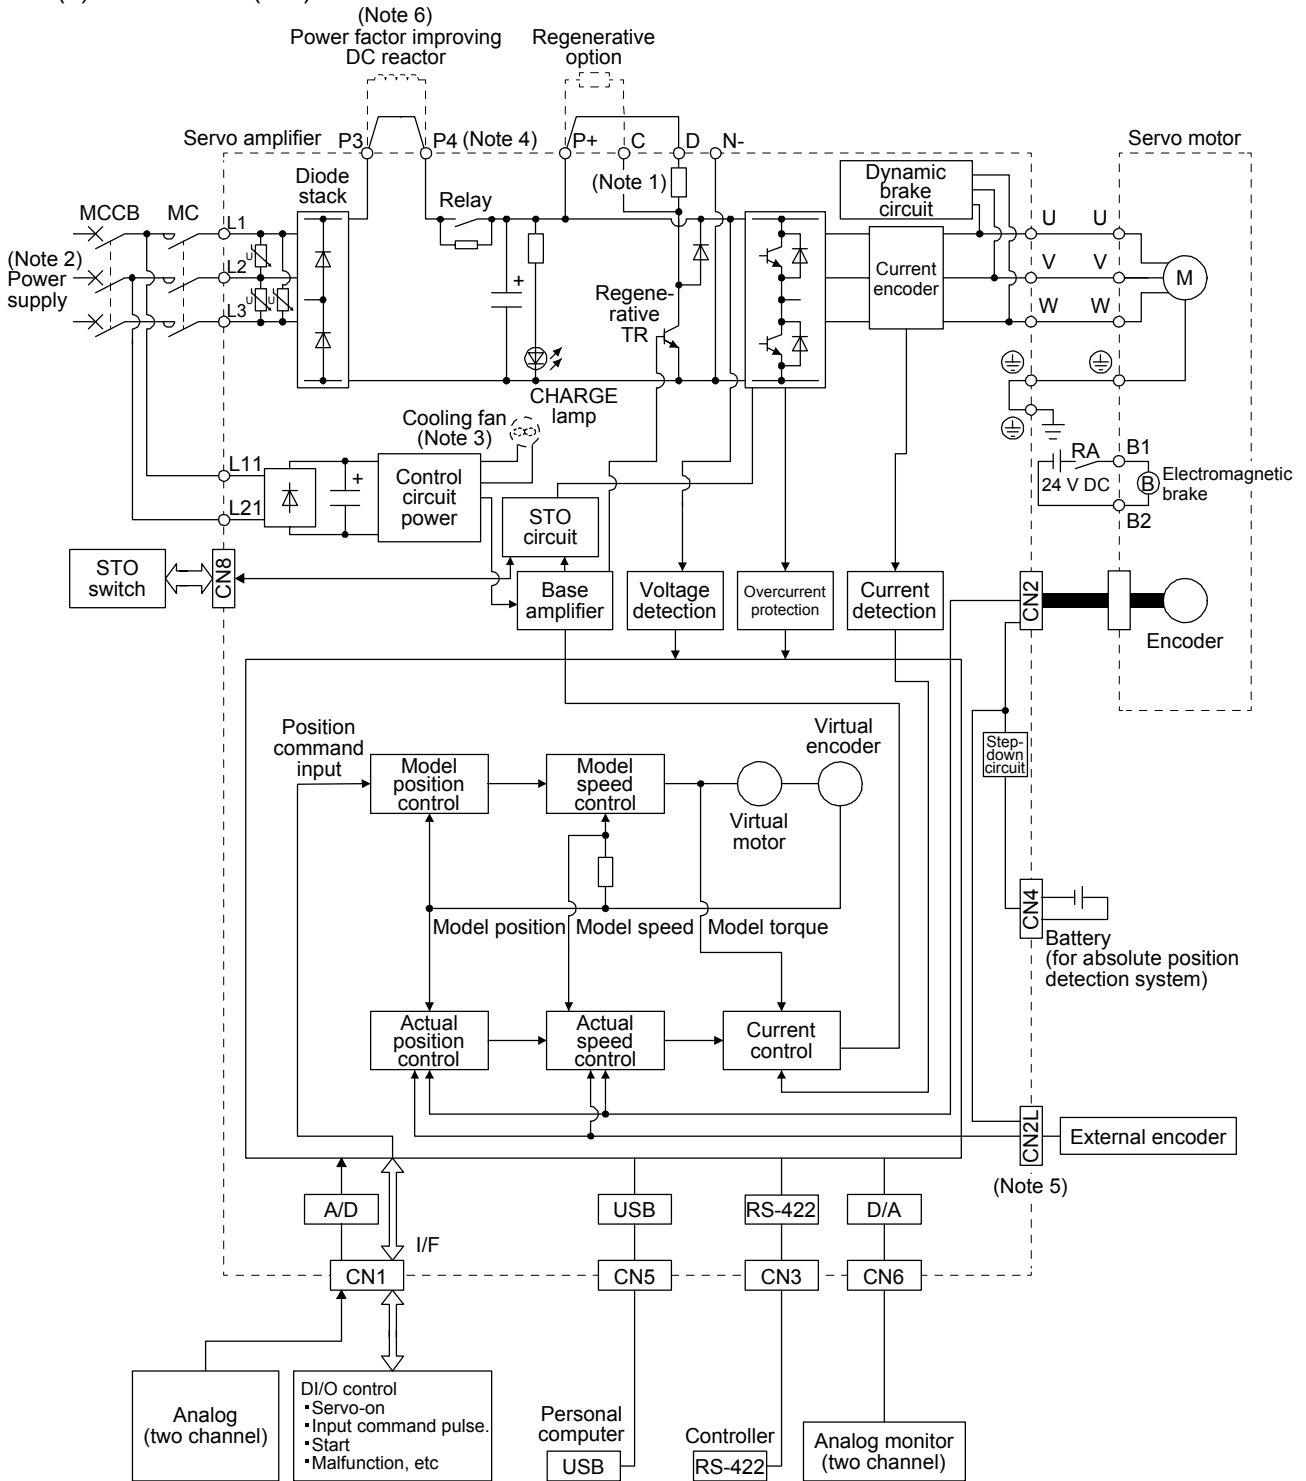 (Note 6)
Power factor improving
DC reactor
Regenerative
option
Servo amplifier
P3
P4 (Note 4)
P+
C
D
N-
Servo motor
Diode
stack
(Note 1)
Dynamic
brake
circuit
MCCB
MC
L1
Relay
U
U
(Note 2)
Power
supply
U
L2
Current
encoder
V
V
M
U
U
L3
Regene-
rative
TR
W
W
+
CHARGE
lamp
Cooling fan
(Note 3)
L11
+
Control
circuit
power
RA
B1
24 V DC
B
Electromagnetic
brake
L21
STO
circuit
B2
STO
switch
CN8
Base
amplifier
Voltage
detection
Overcurrent
protection
Current
detection
CN2
Encoder
Position
command
input
Virtual
encoder
Step-
down
circuit
Model
position
control
Model
speed
control
Virtual
motor
CN4
Model position
Model speed
Model torque
Battery
(for absolute position
detection system)
Actual
position
control
Actual
speed
control
Current
control
CN2L
External encoder
(Note 5)
A/D
USB
RS-422
D/A
I/F
CN1
CN5
CN3
CN6
Analog
(two channel)
DI/O control
▪Servo-on
▪Input command pulse.
▪Start
▪Malfunction, etc
Personal
computer
USB
Controller
RS-422
Analog monitor
(two channel)